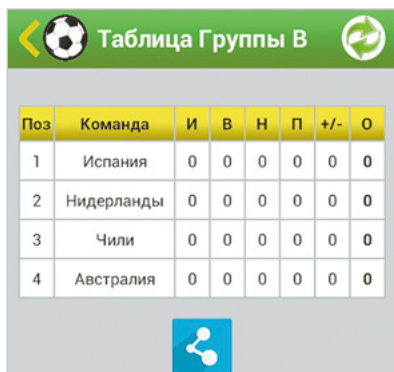 Таблица Группы В
Поз Команда И В Н П +/- О
1 Испания 0 0 0 0 0 0
2 Нидерланды 0 0 0 0 0 0
3 Чили 0 0 0 0 0 0
4 Австралия 0 0 0 0 0 0